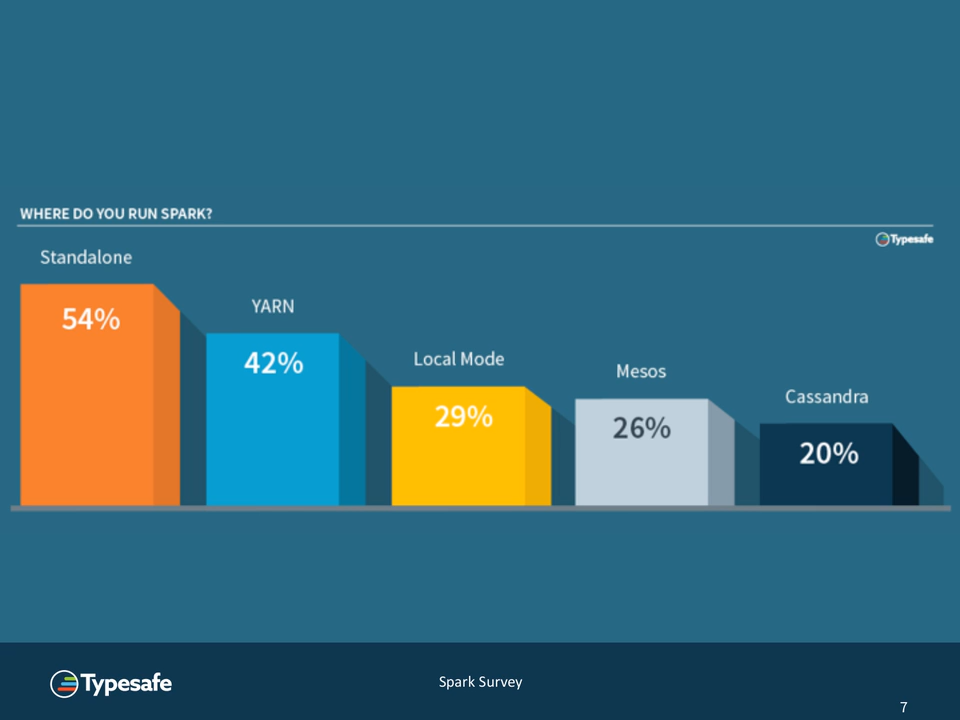 WHERE DO YOU RUN SPARK?
Typesafe
Standalone
54%
YARN
42%
Local Mode
29%
Mesos
26%
Cassandra
20%
Typesafe
Spark Survey
7